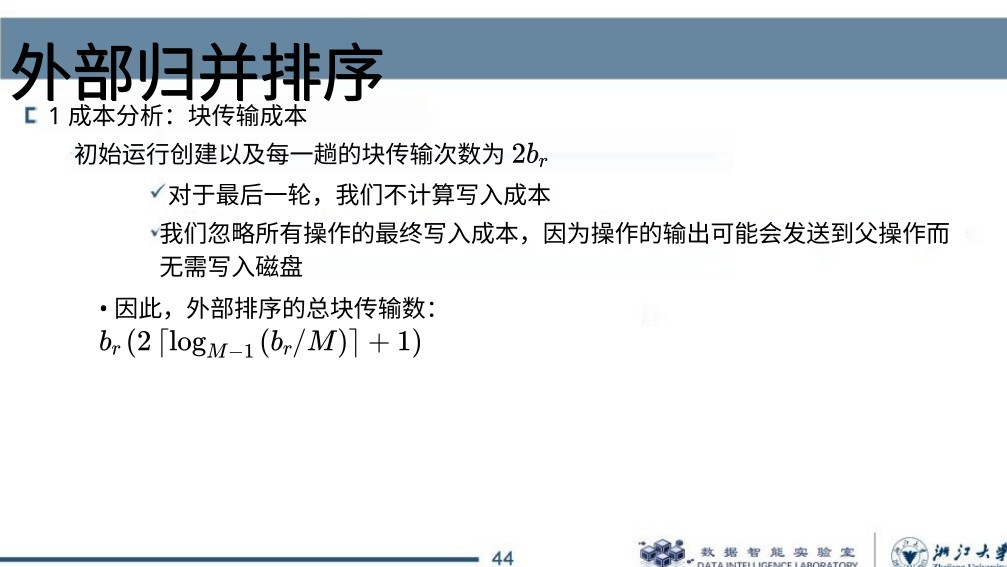 外部归并排序
1 成本分析：块传输成本
初始运行创建以及每一趟的块传输次数为 2b_r
✓对于最后一轮，我们不计算写入成本
✓我们忽略所有操作的最终写入成本，因为操作的输出可能会发送到父操作而
无需写入磁盘
• 因此，外部排序的总块传输数：
b_r (2 ⌈log_{M−1} (b_r/M)⌉ + 1)
44
数据智能实验室
DATA INTELLIGENCE LABORATORY
浙江大学
Zhejiang University